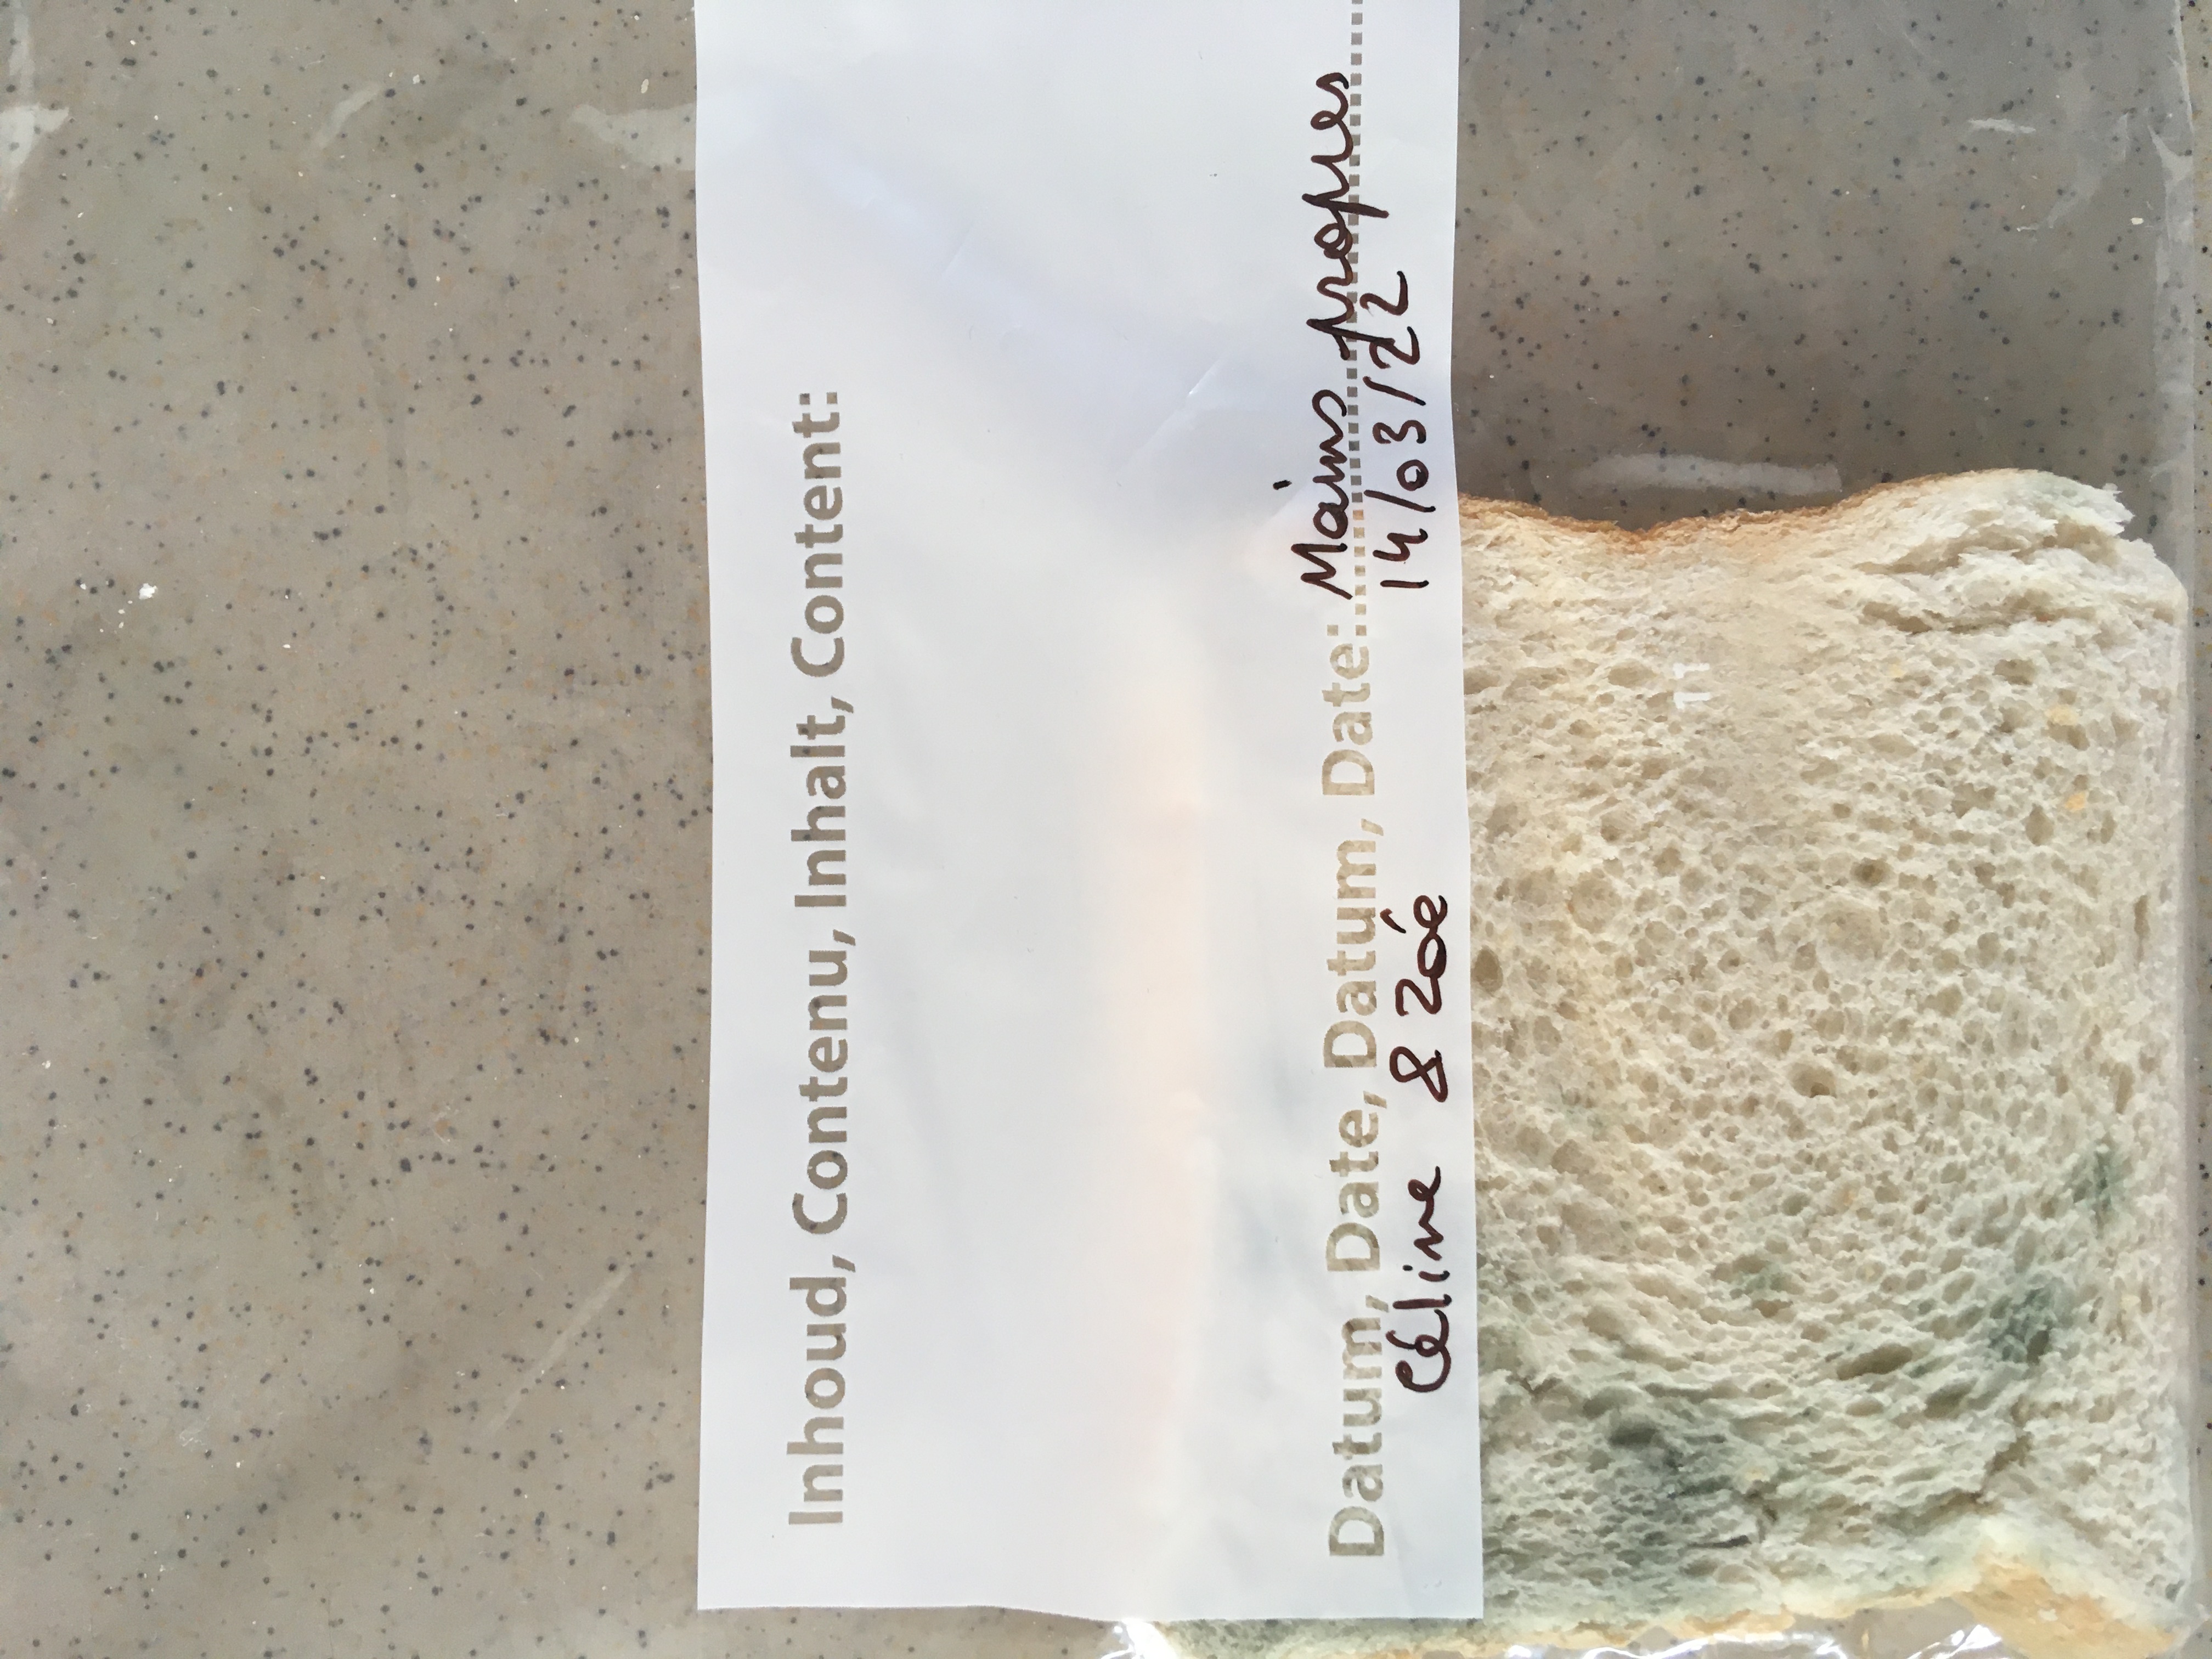 Inhoud, Contenu, Inhalt, Content:
Datum, Date, Datum, Date: Mains propres
14/03/22
Céline & Zoé